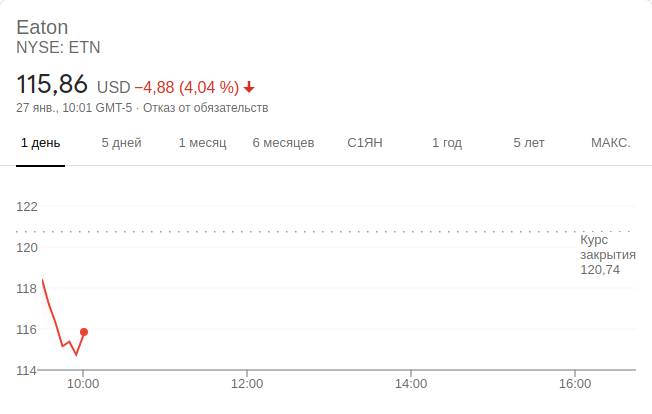 Eaton
NYSE: ETN
115,86 USD −4,88 (4,04 %)
27 янв., 10:01 GMT-5 · Отказ от обязательств
1 день 5 дней 1 месяц 6 месяцев С1ЯН 1 год 5 лет МАКС.
122
120
118
116
114
Курс
закрытия
120,74
10:00 12:00 14:00 16:00